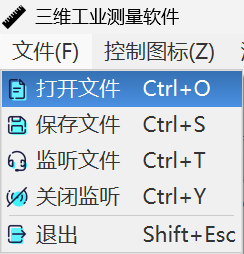 三维工业测量软件
文件(F) 控制图标(Z)
打开文件 Ctrl+O
保存文件 Ctrl+S
监听文件 Ctrl+T
关闭监听 Ctrl+Y
退出 Shift+Esc